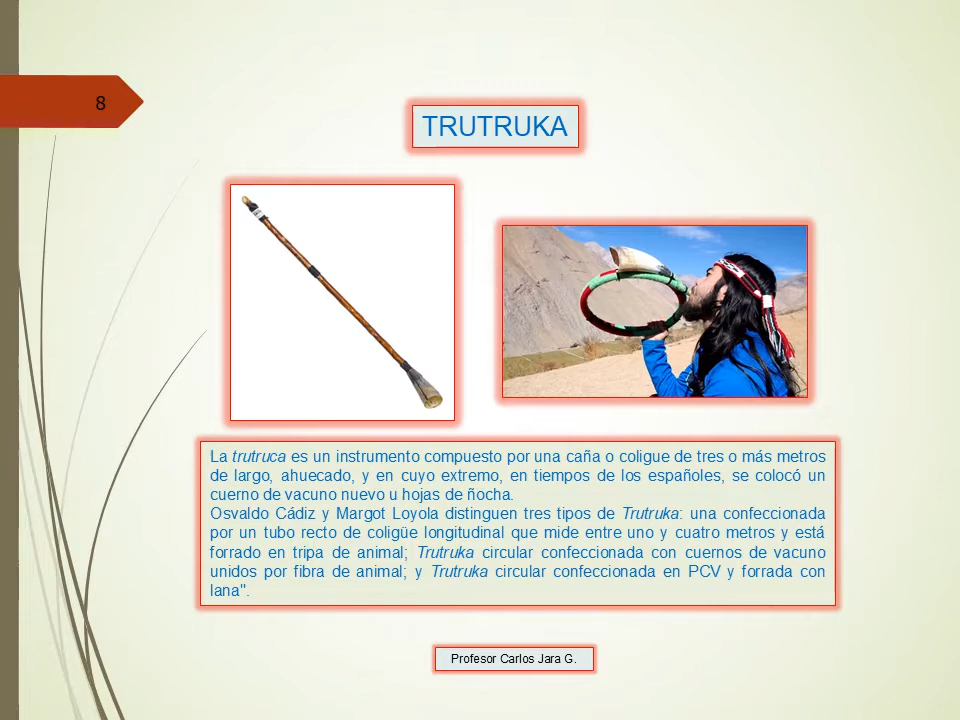 8
TRUTRUKA
La trutruca es un instrumento compuesto por una caña o coligue de tres o más metros
de largo, ahuecado, y en cuyo extremo, en tiempos de los españoles, se colocó un
cuerno de vacuno nuevo u hojas de ñocha.
Osvaldo Cádiz y Margot Loyola distinguen tres tipos de Trutruka: una confeccionada
por un tubo recto de coligüe longitudinal que mide entre uno y cuatro metros y está
forrado en tripa de animal; Trutruka circular confeccionada con cuernos de vacuno
unidos por fibra de animal; y Trutruka circular confeccionada en PCV y forrada con
lana".
Profesor Carlos Jara G.